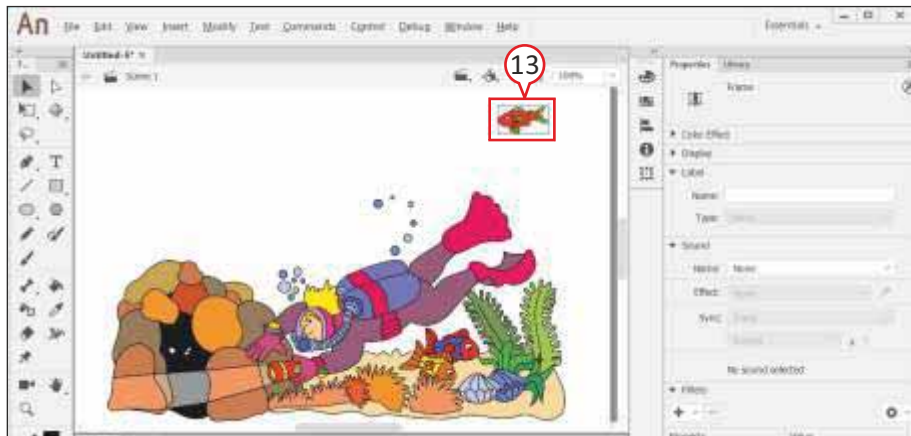 An File Edit View Insert Modify Text Commands Control Debug Window Help
Essentials
Untitled-5* ×
Scene 1
100%
13
Properties Library
Frame
Color Effect
Display
Label
Name:
Type:
Sound
Name: None
Effect:
Sync:
No sound selected
Filters